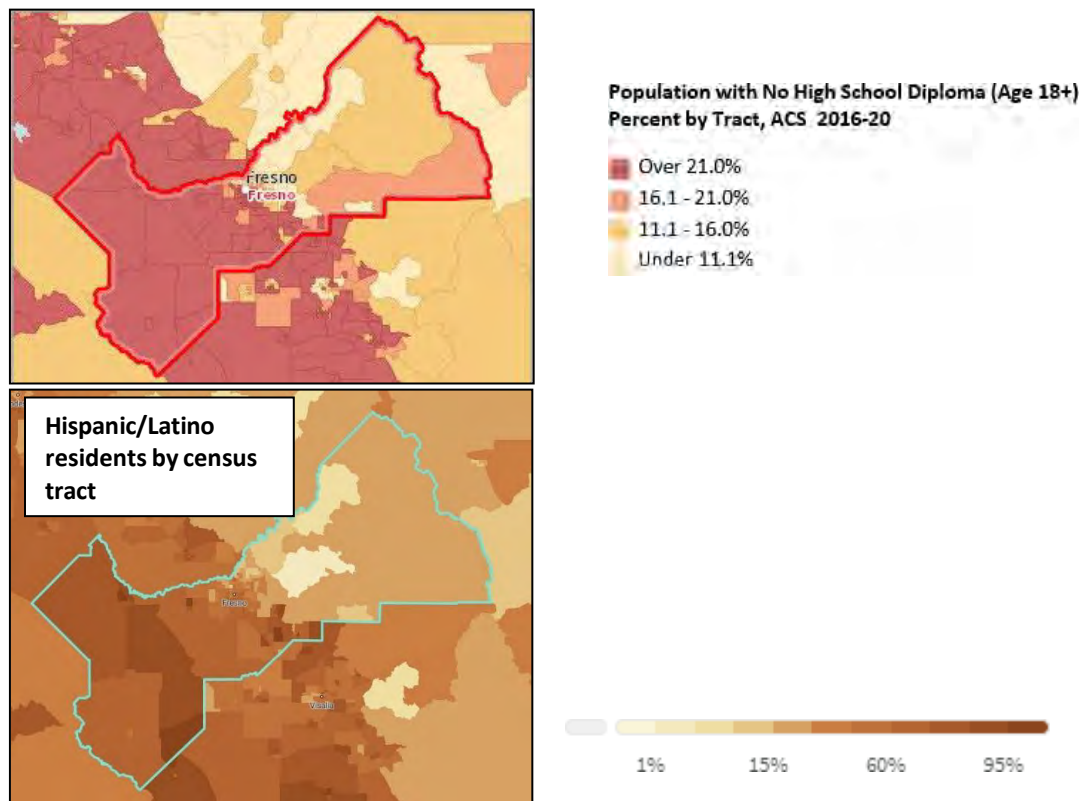 Fresno
Fresno
Population with No High School Diploma (Age 18+)
Percent by Tract, ACS 2016-20
Over 21.0%
16.1 - 21.0%
11.1 - 16.0%
Under 11.1%
Hispanic/Latino
residents by census
tract
Fresno
Visalia
1% 15% 60% 95%